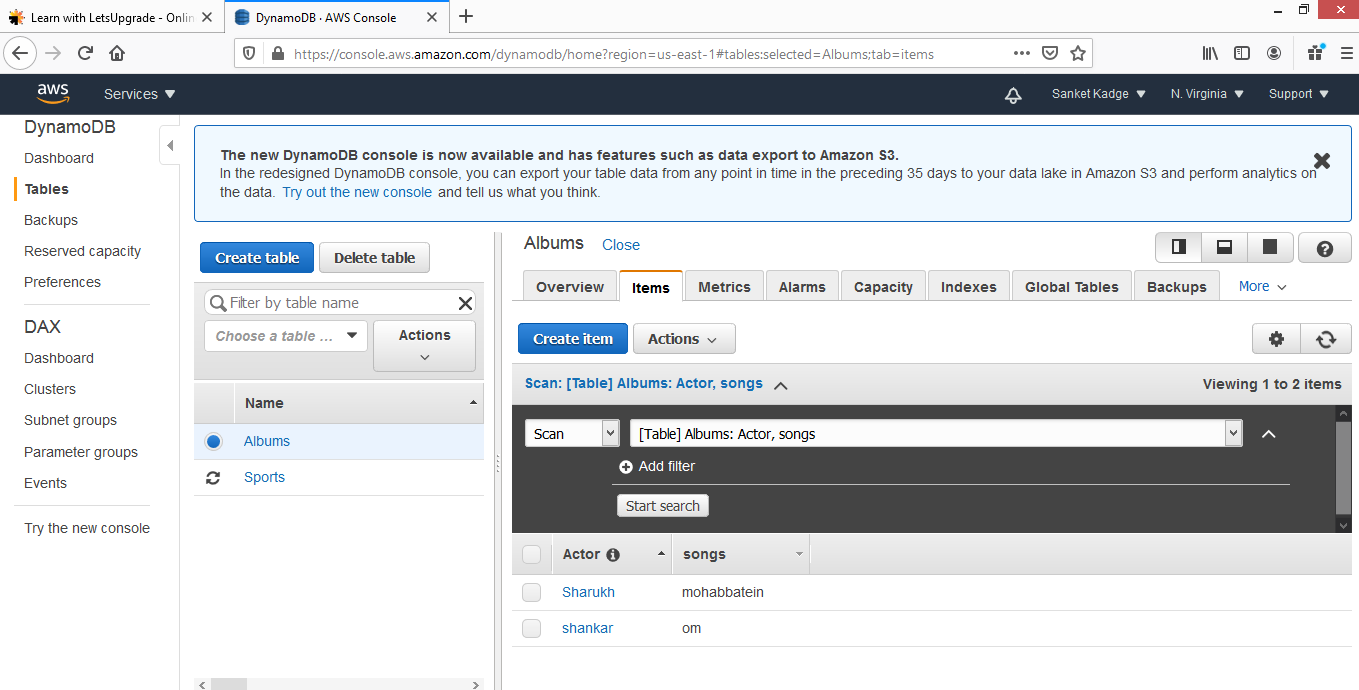 Learn with LetsUpgrade - Onlin
DynamoDB · AWS Console
https://console.aws.amazon.com/dynamodb/home?region=us-east-1#tables:selected=Albums;tab=items
aws
Services
Sanket Kadge
N. Virginia
Support
DynamoDB
Dashboard
Tables
Backups
Reserved capacity
Preferences
DAX
Dashboard
Clusters
Subnet groups
Parameter groups
Events
Try the new console
The new DynamoDB console is now available and has features such as data export to Amazon S3.
In the redesigned DynamoDB console, you can export your table data from any point in time in the preceding 35 days to your data lake in Amazon S3 and perform analytics on
the data. Try out the new console and tell us what you think.
Create table
Delete table
Filter by table name
Choose a table ...
Actions
Name
Albums
Sports
Albums
Close
Overview
Items
Metrics
Alarms
Capacity
Indexes
Global Tables
Backups
More
Create item
Actions
Scan: [Table] Albums: Actor, songs
Viewing 1 to 2 items
Scan
[Table] Albums: Actor, songs
Add filter
Start search
Actor
songs
Sharukh
mohabbatein
shankar
om